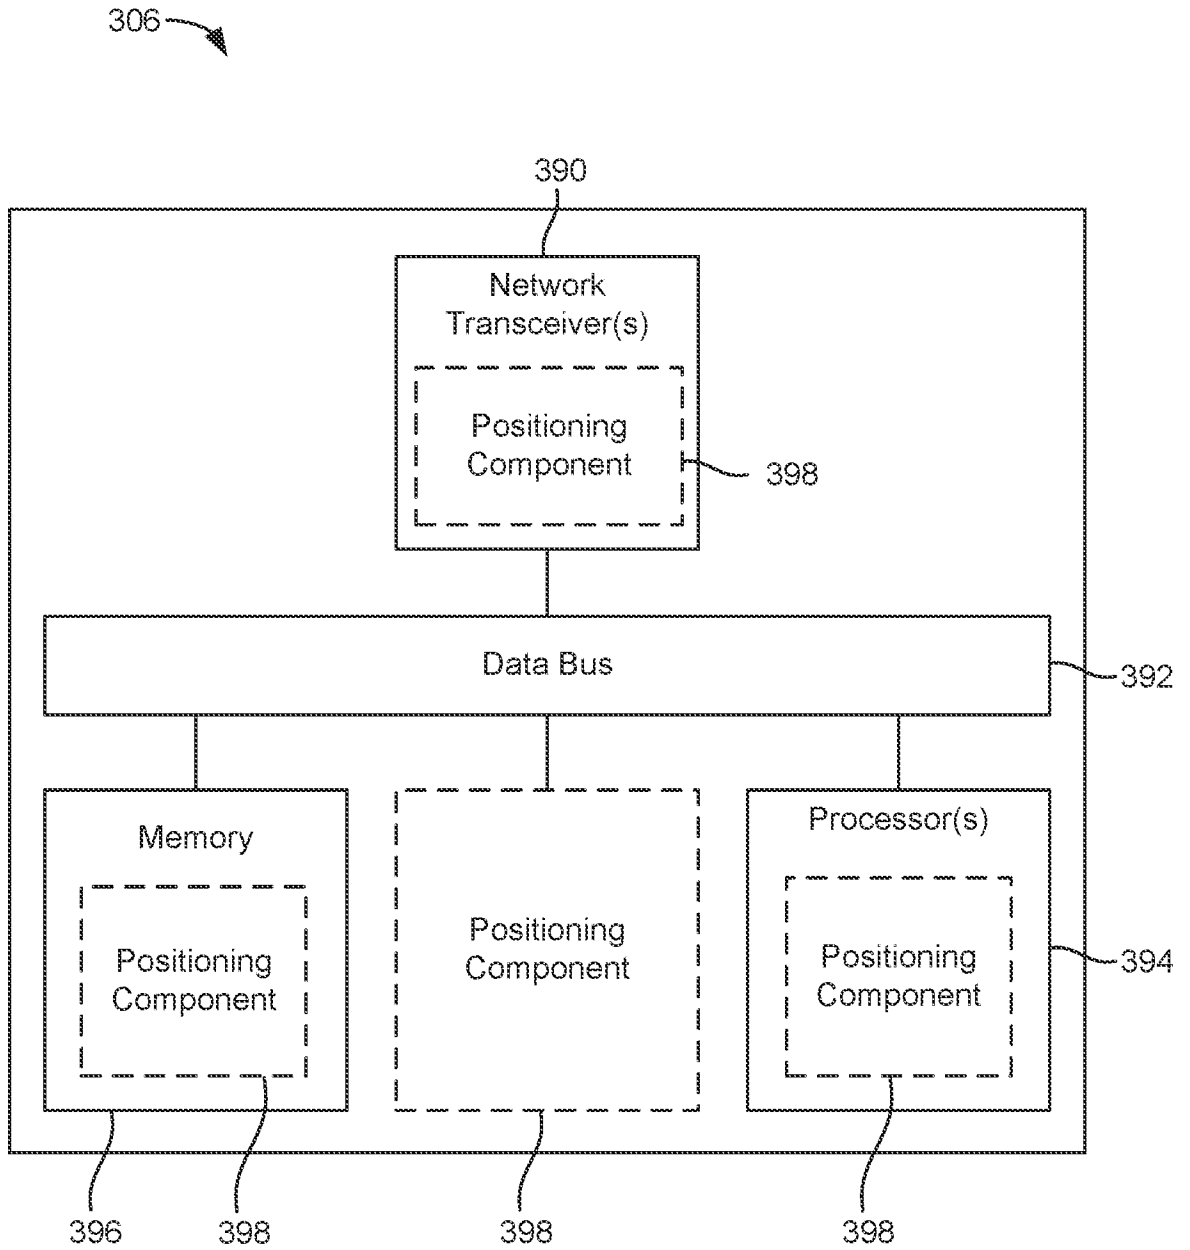 306
390
Network
Transceiver(s)
Positioning
Component
398
Data Bus
392
Memory
Positioning
Component
Positioning
Component
Processor(s)
Positioning
Component
394
396
398
398
398